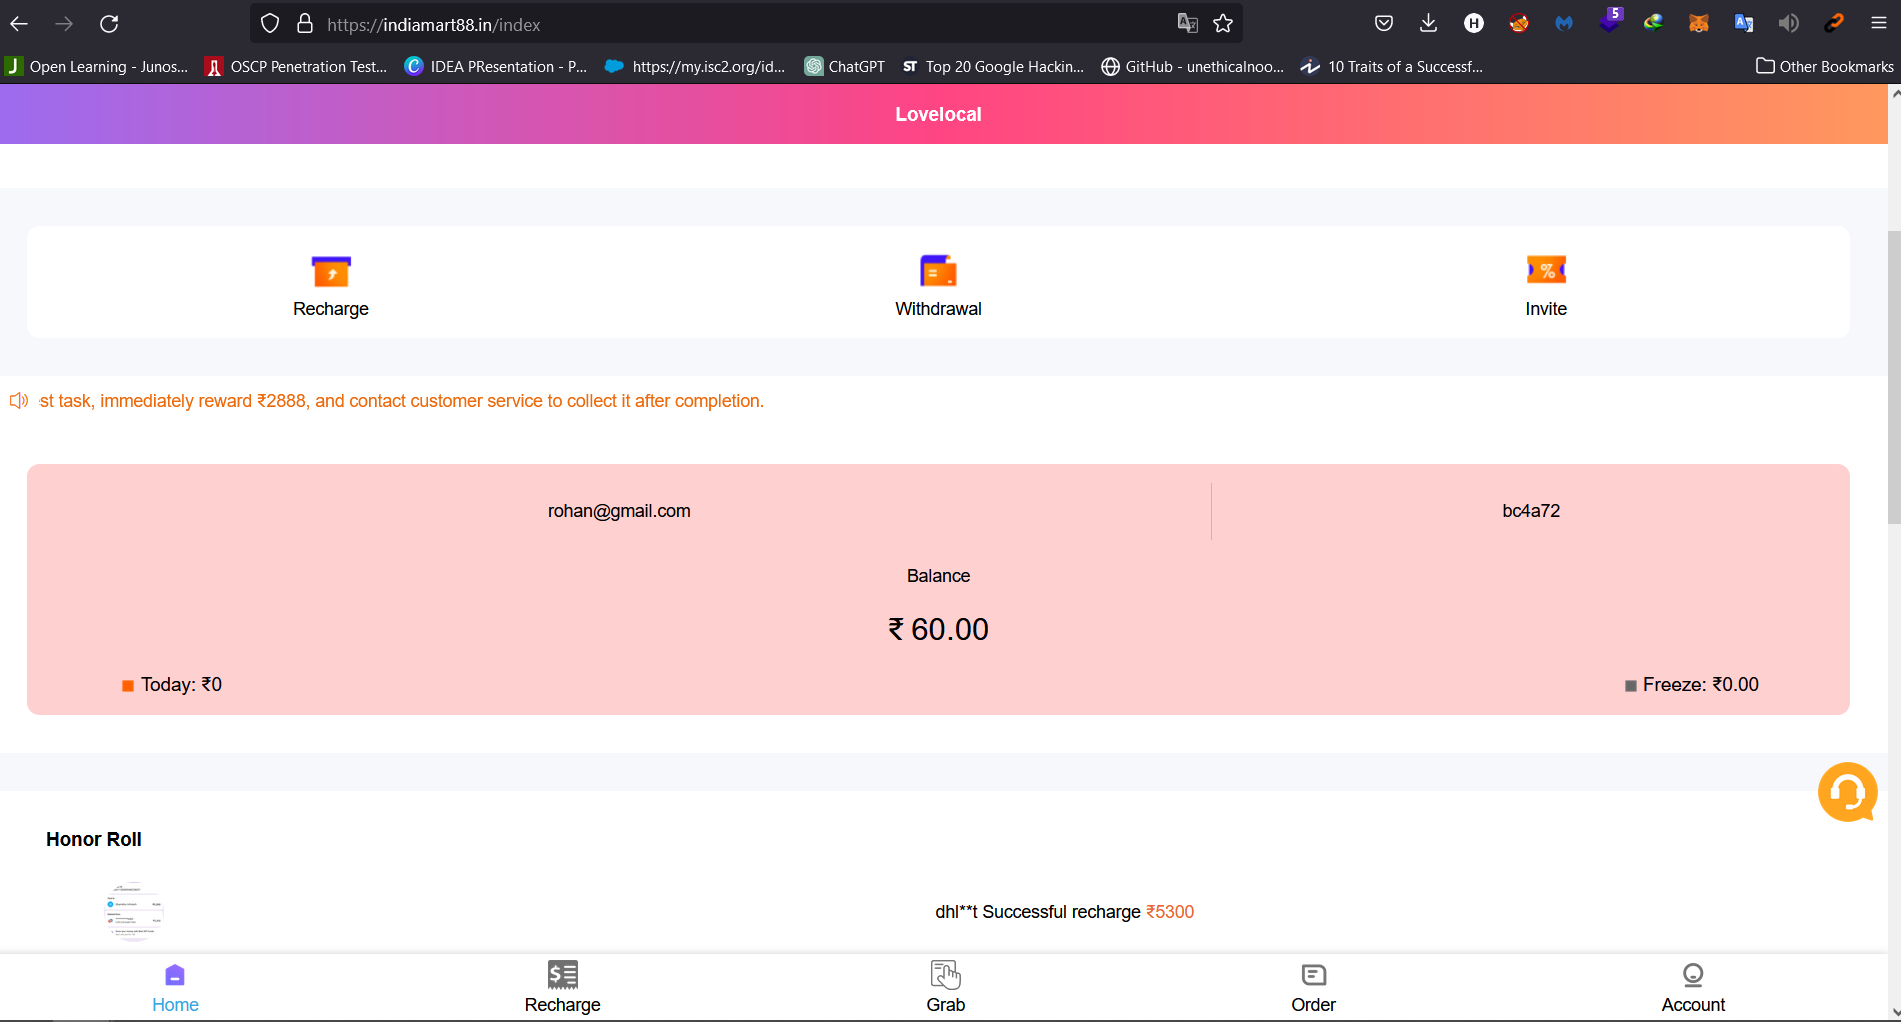 https://indiamart88.in/index
5
Open Learning - Junos...
OSCP Penetration Test...
IDEA PResentation - P...
https://my.isc2.org/id...
ChatGPT
ST Top 20 Google Hackin...
GitHub - unethicalnoo...
10 Traits of a Successf...
Other Bookmarks
Lovelocal
Recharge
Withdrawal
Invite
st task, immediately reward ₹2888, and contact customer service to collect it after completion.
rohan@gmail.com
bc4a72
Balance
₹ 60.00
Today: ₹0
Freeze: ₹0.00
Honor Roll
dhl**t Successful recharge ₹5300
Home
Recharge
Grab
Order
Account